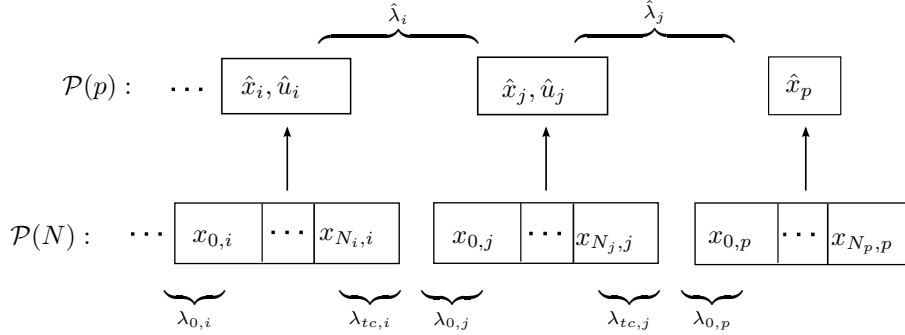 λ̂_i λ̂_j
𝒫(p) : ⋯ x̂_i, û_i x̂_j, û_j x̂_p
𝒫(N) : ⋯ x_{0,i} ⋯ x_{N_i,i} x_{0,j} ⋯ x_{N_j,j} x_{0,p} ⋯ x_{N_p,p}
λ_{0,i} λ_{tc,i} λ_{0,j} λ_{tc,j} λ_{0,p}